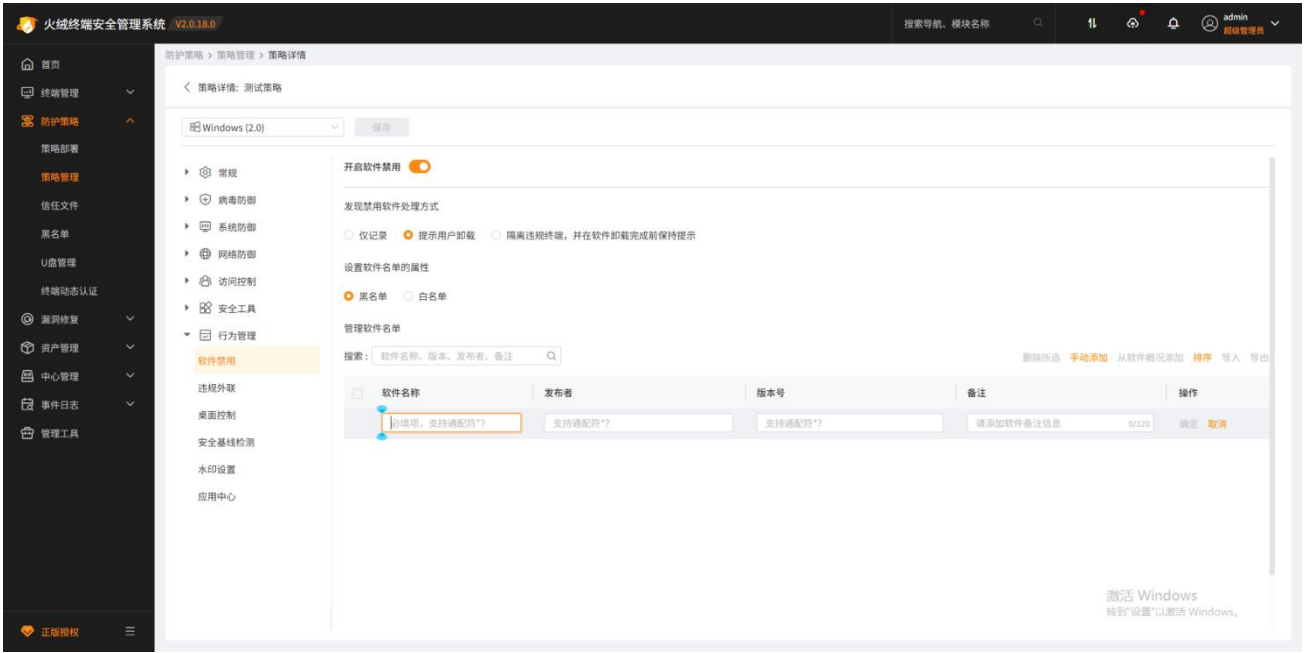 火绒终端安全管理系统 V2.0.18.0
搜索导航、模块名称
admin
超级管理员
首页
终端管理
防护策略
策略部署
策略管理
信任文件
黑名单
U盘管理
终端动态认证
漏洞修复
资产管理
中心管理
事件日志
管理工具
正版授权
防护策略 > 策略管理 > 策略详情
策略详情: 测试策略
Windows (2.0)
保存
常规
病毒防御
系统防御
网络防御
访问控制
安全工具
行为管理
软件禁用
违规外联
桌面控制
安全基线检测
水印设置
应用中心
开启软件禁用
发现禁用软件处理方式
仅记录 提示用户卸载 隔离违规终端，并在软件卸载完成前保持提示
设置软件名单的属性
黑名单 白名单
管理软件名单
搜索: 软件名称、版本、发布者、备注
删除所选 手动添加 从软件概况添加 排序 导入 导出
软件名称 发布者 版本号 备注 操作
必填项，支持通配符*? 支持通配符*? 支持通配符*? 请添加软件备注信息 0/120 确定 取消
激活 Windows
转到"设置"以激活 Windows。